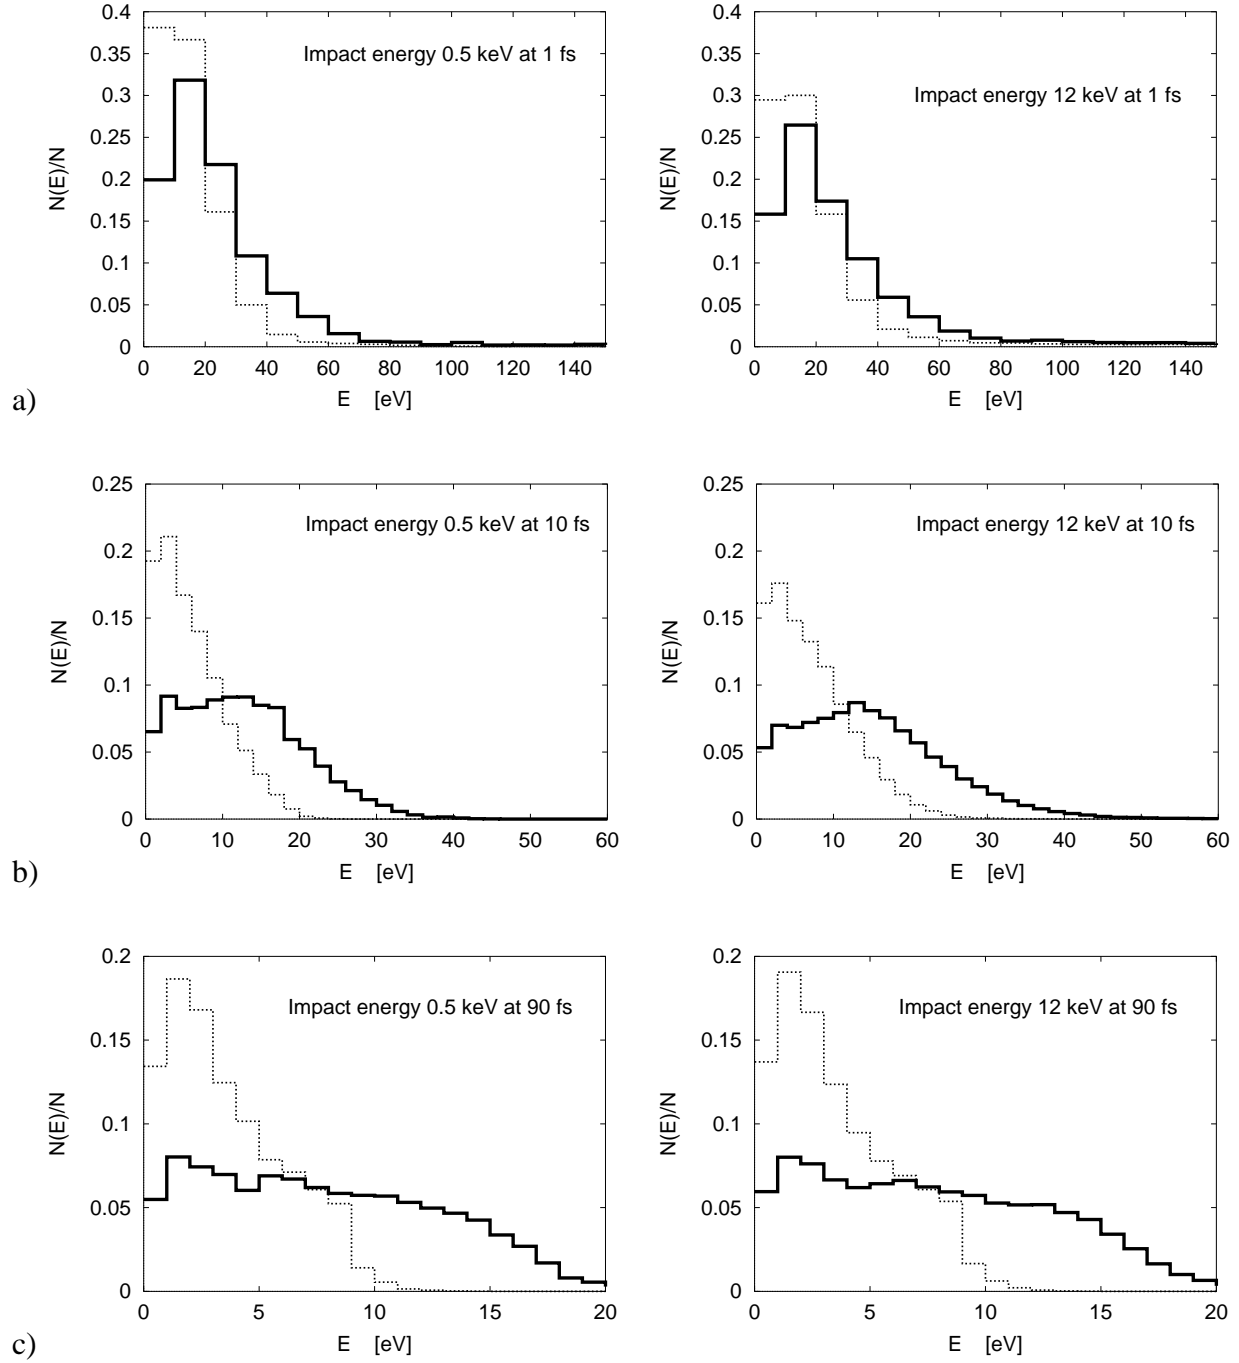 0.4
0.35
0.3
0.25
0.2
0.15
0.1
0.05
0
N(E)/N
Impact energy 0.5 keV at 1 fs
0 20 40 60 80 100 120 140
E [eV]
0.4
0.35
0.3
0.25
0.2
0.15
0.1
0.05
0
N(E)/N
Impact energy 12 keV at 1 fs
0 20 40 60 80 100 120 140
E [eV]
a)
0.25
0.2
0.15
0.1
0.05
0
N(E)/N
Impact energy 0.5 keV at 10 fs
0 10 20 30 40 50 60
E [eV]
0.25
0.2
0.15
0.1
0.05
0
N(E)/N
Impact energy 12 keV at 10 fs
0 10 20 30 40 50 60
E [eV]
b)
0.2
0.15
0.1
0.05
0
N(E)/N
Impact energy 0.5 keV at 90 fs
0 5 10 15 20
E [eV]
0.2
0.15
0.1
0.05
0
N(E)/N
Impact energy 12 keV at 90 fs
0 5 10 15 20
E [eV]
c)